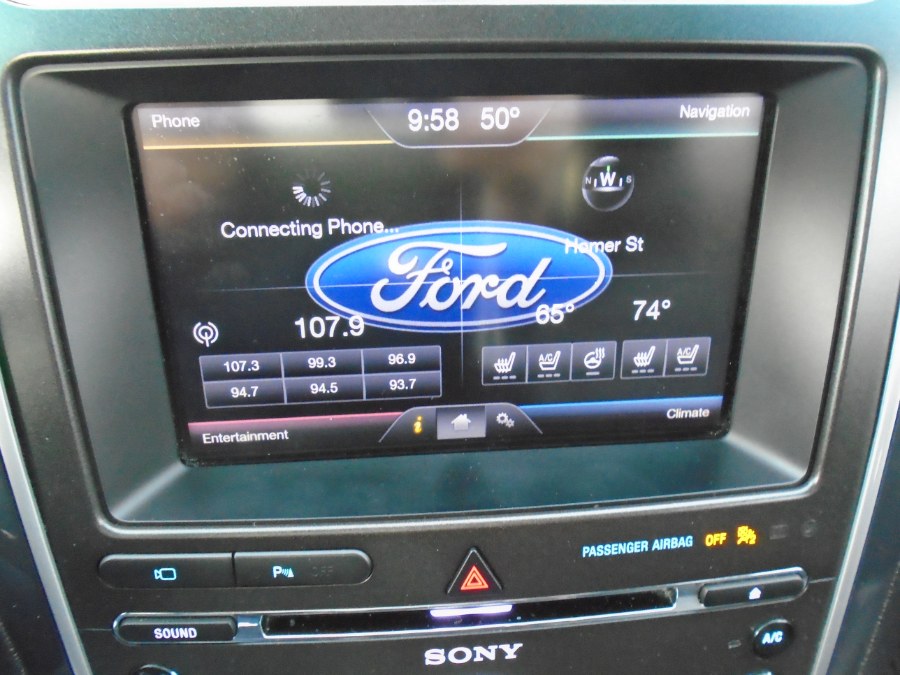 Phone 9:58 50° Navigation
N W S
Connecting Phone... Homer St
Ford
107.9 65° 74°
107.3 99.3 96.9 A/C A/C
94.7 94.5 93.7
Entertainment i Climate
PASSENGER AIRBAG OFF
P OFF
SOUND
SONY A/C